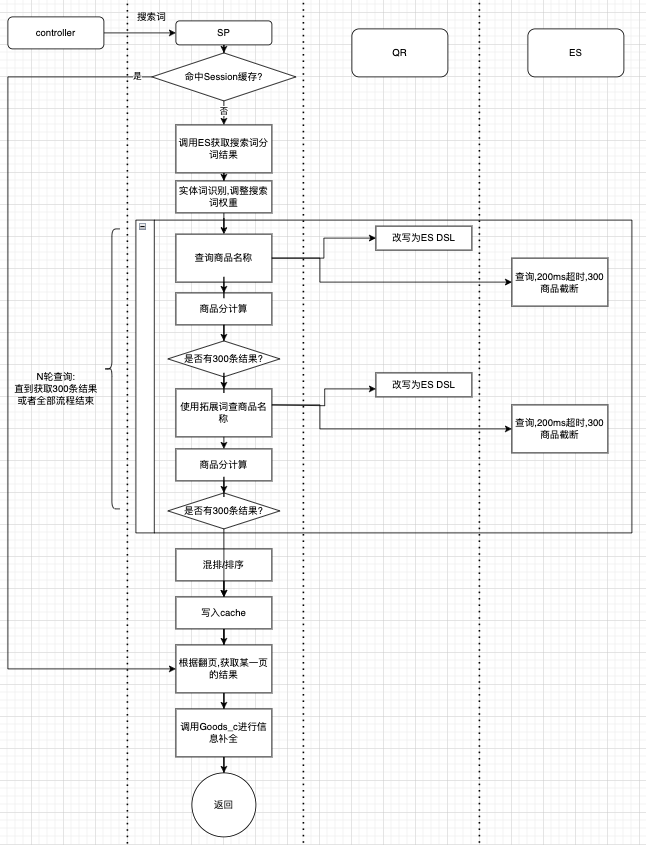 搜索词
controller
SP
QR
ES
是
命中Session缓存?
否
调用ES获取搜索词分
词结果
实体词识别,调整搜索
词权重
查询商品名称
改写为ES DSL
查询,200ms超时,300
商品截断
商品分计算
是否有300条结果?
N轮查询:
直到获取300条结果
或者全部流程结束
使用拓展词查商品名
称
改写为ES DSL
查询,200ms超时,300
商品截断
商品分计算
是否有300条结果?
混排/排序
写入cache
根据翻页,获取某一页
的结果
调用Goods_c进行信
息补全
返回